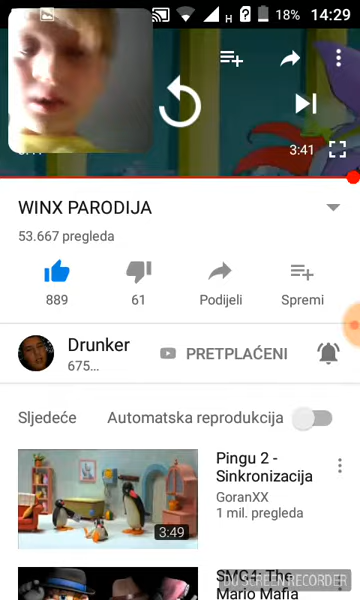 H 18% 14:29
3:41
WINX PARODIJA
53.667 pregleda
889 61 Podijeli Spremi
Drunker
675...
PRETPLAĆENI
Sljedeće Automatska reprodukcija
Pingu 2 -
Sinkronizacija
GoranXX
1 mil. pregleda
3:49
SMG4: The
DU SCREEN RECORDER
Mario Mafia